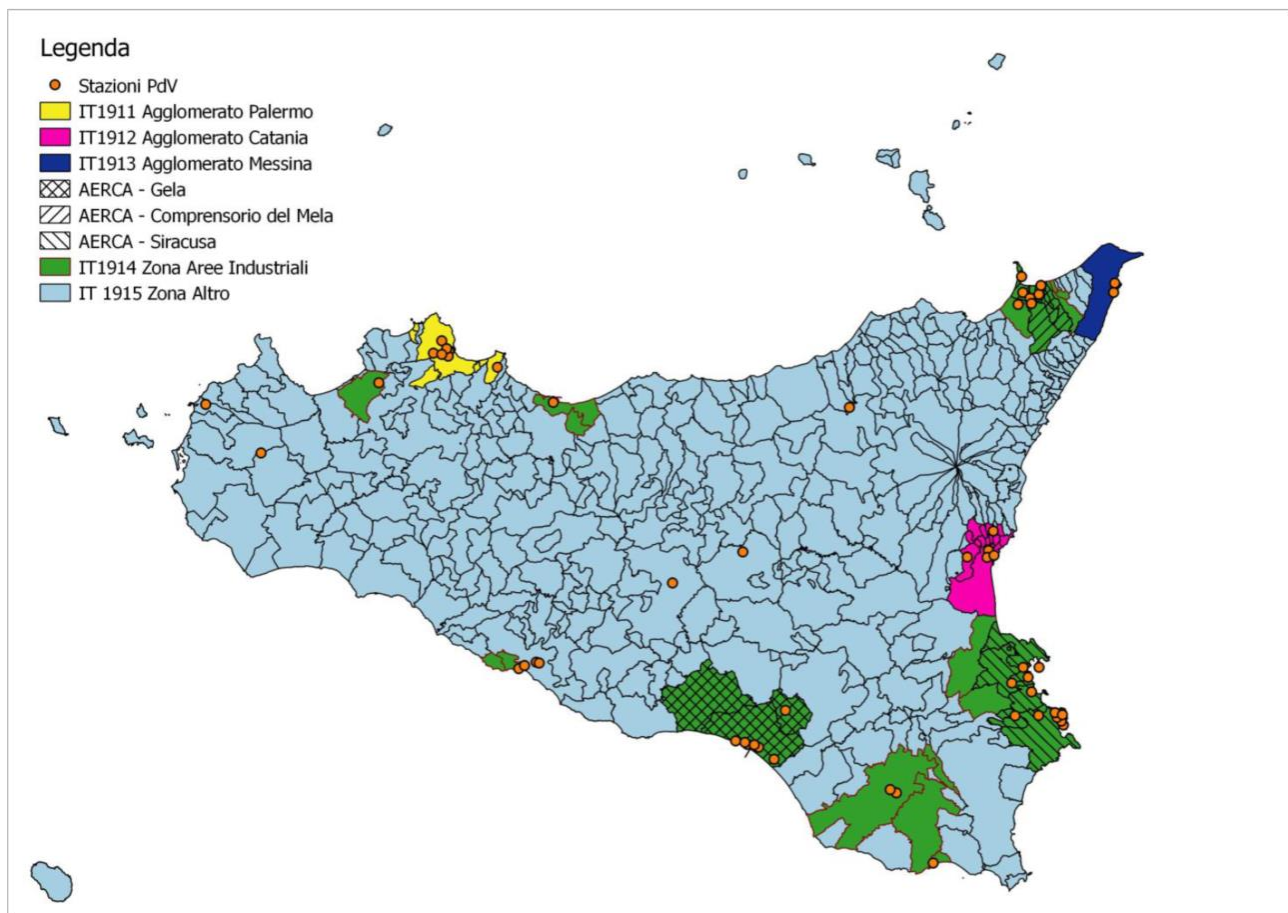 Legenda
Stazioni PdV
IT1911 Agglomerato Palermo
IT1912 Agglomerato Catania
IT1913 Agglomerato Messina
AERCA - Gela
AERCA - Comprensorio del Mela
AERCA - Siracusa
IT1914 Zona Aree Industriali
IT 1915 Zona Altro